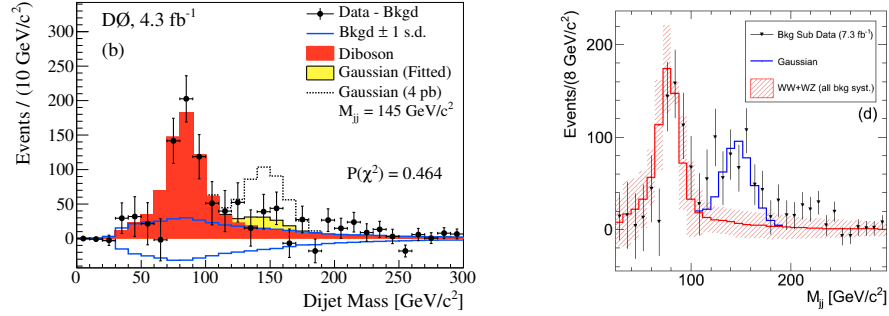 DØ, 4.3 fb⁻¹
(b)
Data - Bkgd
Bkgd ± 1 s.d.
Diboson
Gaussian (Fitted)
Gaussian (4 pb)
M_jj = 145 GeV/c²
P(χ²) = 0.464
Events / (10 GeV/c²)
300
250
200
150
100
50
0
-50
0 50 100 150 200 250 300
Dijet Mass [GeV/c²]
Bkg Sub Data (7.3 fb⁻¹)
Gaussian
WW+WZ (all bkg syst.)
(d)
Events/(8 GeV/c²)
200
100
0
100 200
M_jj [GeV/c²]